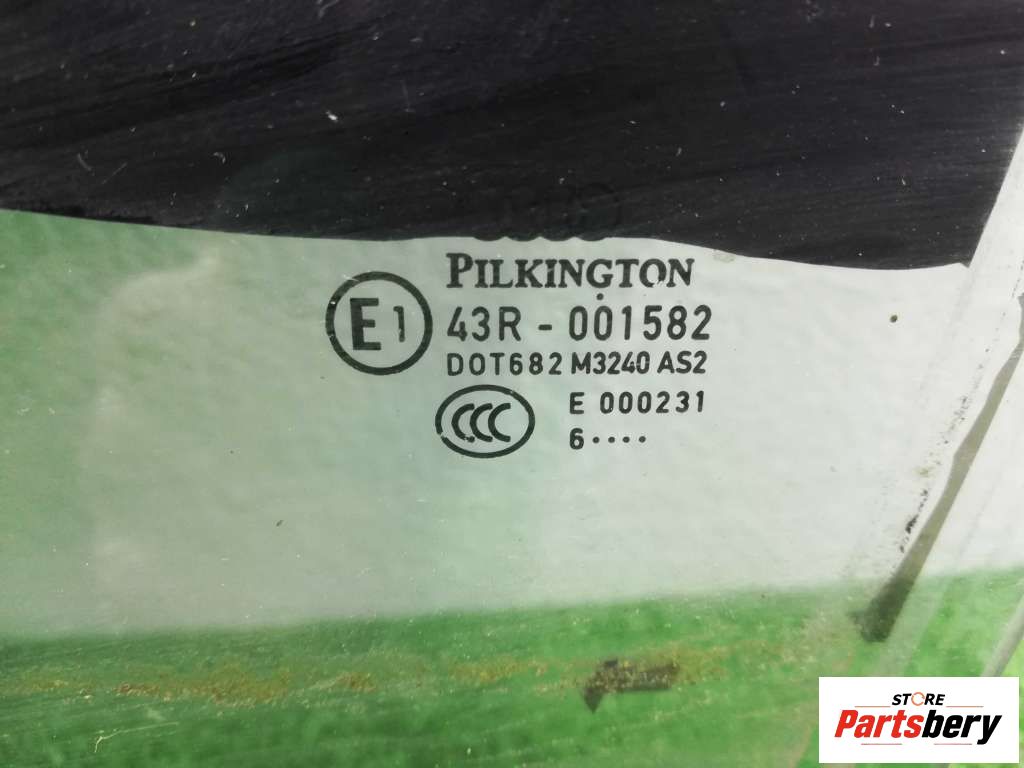 PILKINGTON
E1 43R - 001582
DOT682 M3240 AS2
CCC E 000231
6····
STORE
Partsbery